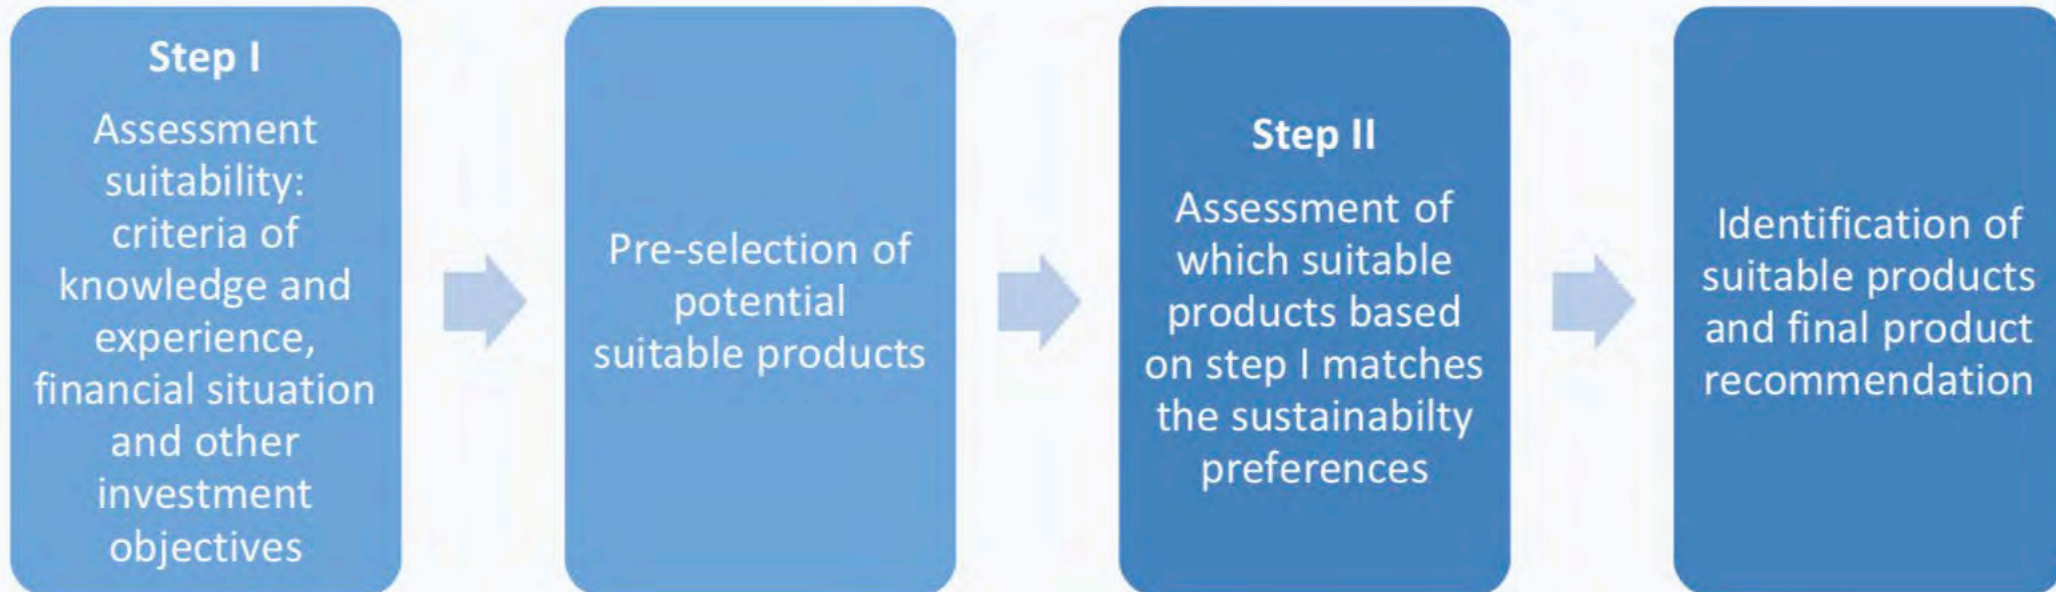 Step I
Assessment
suitability:
criteria of
knowledge and
experience,
financial situation
and other
investment
objectives
Pre-selection of
potential
suitable products
Step II
Assessment of
which suitable
products based
on step I matches
the sustainabilty
preferences
Identification of
suitable products
and final product
recommendation